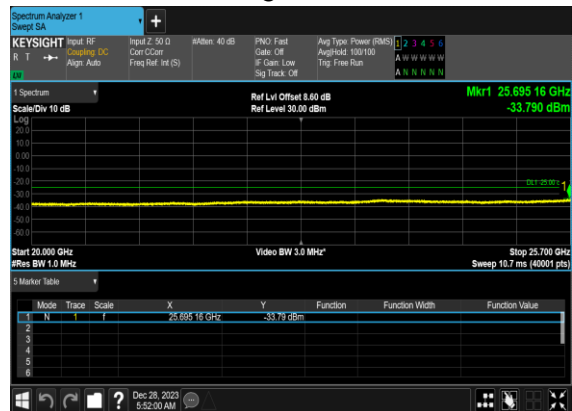 Spectrum Analyzer 1
Swept SA
+
KEYSIGHT Input: RF Input Z: 50 Ω #Atten: 40 dB PNO: Fast Avg Type: Power (RMS) 1 2 3 4 5 6
R T Coupling: DC Corr CCorr Gate: Off Avg|Hold: 100/100 A W W W W W
Align: Auto Freq Ref: Int (S) IF Gain: Low Trig: Free Run
LW Sig Track: Off A N N N N N
1 Spectrum Ref Lvl Offset 8.60 dB Mkr1 25.695 16 GHz
Scale/Div 10 dB Ref Level 30.00 dBm -33.790 dBm
Log
20.0
10.0
0.00
-10.0
-20.0
DL1 -25.00
1
-30.0
-40.0
-50.0
-60.0
Start 20.000 GHz Video BW 3.0 MHz* Stop 25.700 GHz
#Res BW 1.0 MHz Sweep 10.7 ms (40001 pts)
5 Marker Table
Mode Trace Scale X Y Function Function Width Function Value
1 N 1 f 25.695 16 GHz -33.79 dBm
2
3
4
5
6
? Dec 28, 2023
5:52:00 AM